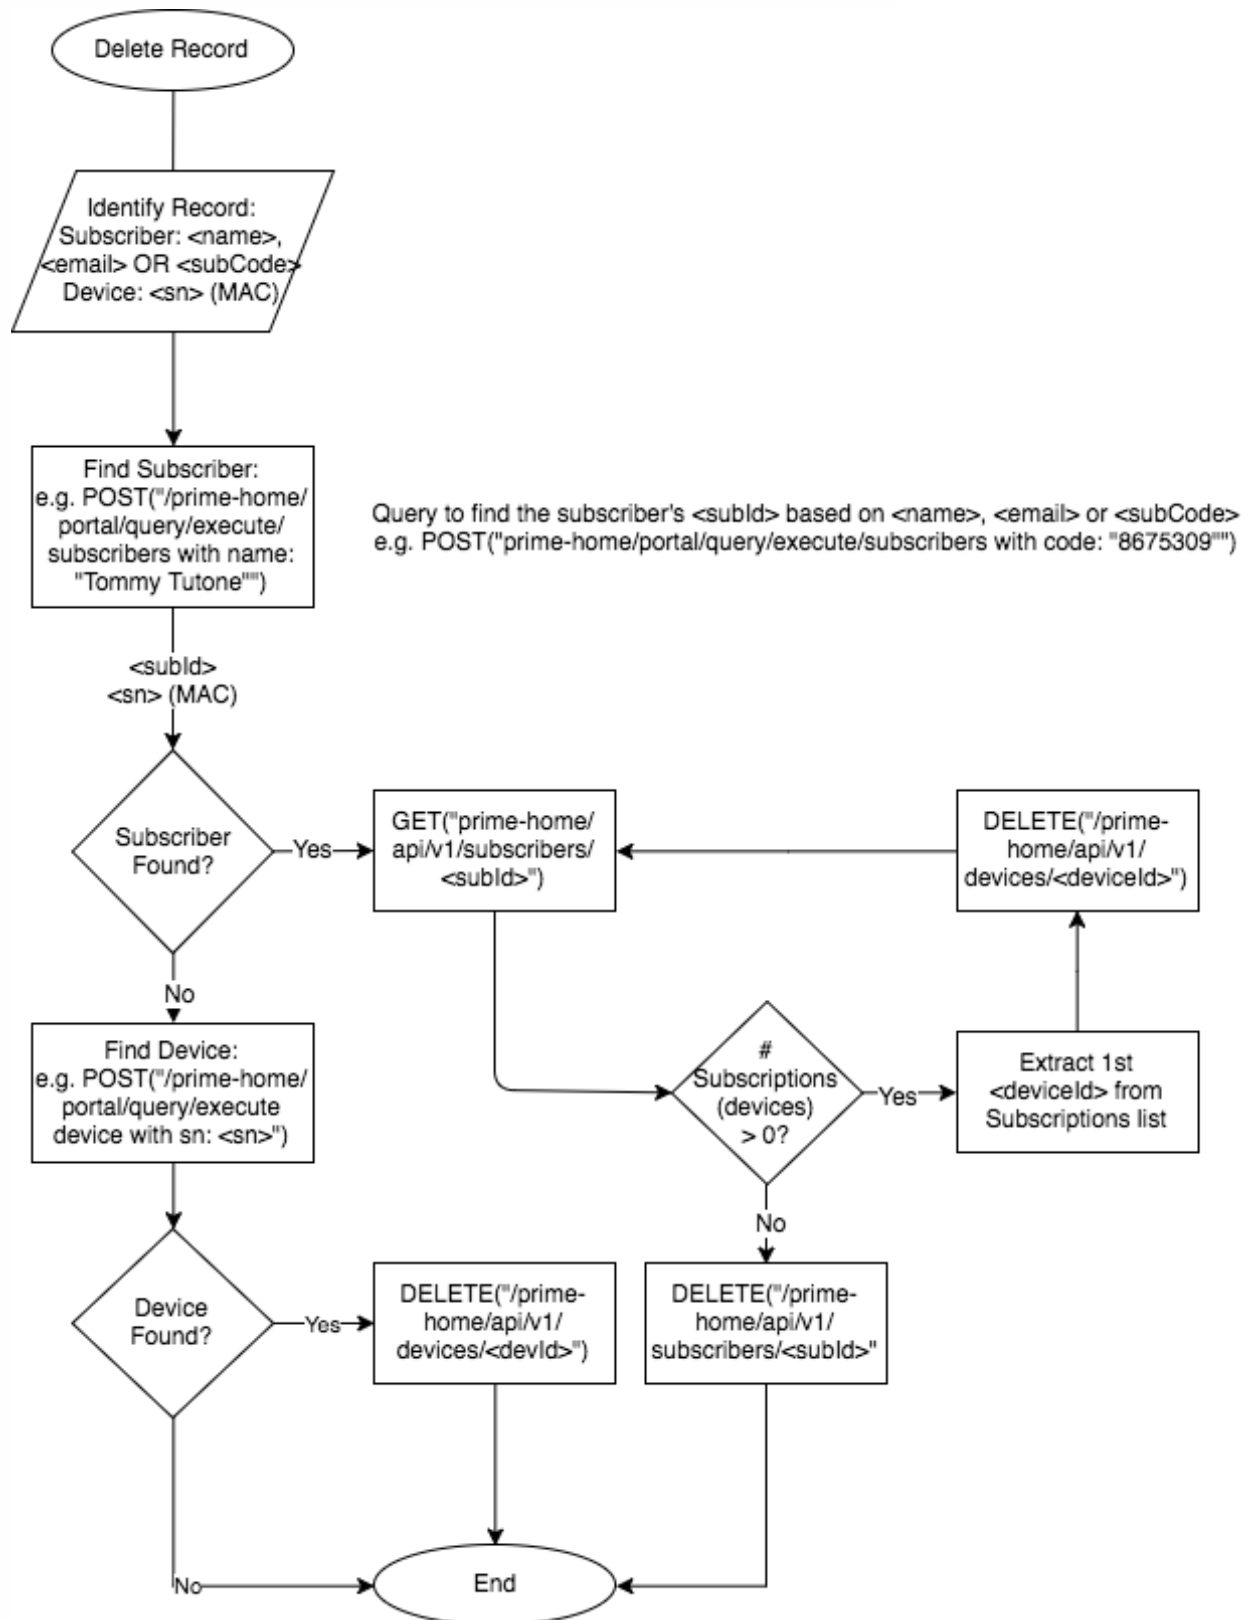 Delete Record
Identify Record:
Subscriber: <name>,
<email> OR <subCode>
Device: <sn> (MAC)
Find Subscriber:
e.g. POST("/prime-home/
portal/query/execute/
subscribers with name:
"Tommy Tutone"")
Query to find the subscriber's <subId> based on <name>, <email> or <subCode>
e.g. POST("prime-home/portal/query/execute/subscribers with code: "8675309"")
<subId>
<sn> (MAC)
Subscriber
Found?
Yes
GET("prime-home/
api/v1/subscribers/
<subId>")
DELETE("/prime-
home/api/v1/
devices/<deviceId>")
No
Find Device:
e.g. POST("/prime-home/
portal/query/execute
device with sn: <sn>")
#
Subscriptions
(devices)
> 0?
Yes
Extract 1st
<deviceId> from
Subscriptions list
No
Device
Found?
Yes
DELETE("/prime-
home/api/v1/
devices/<devId>")
DELETE("/prime-
home/api/v1/
subscribers/<subId>"
No
End